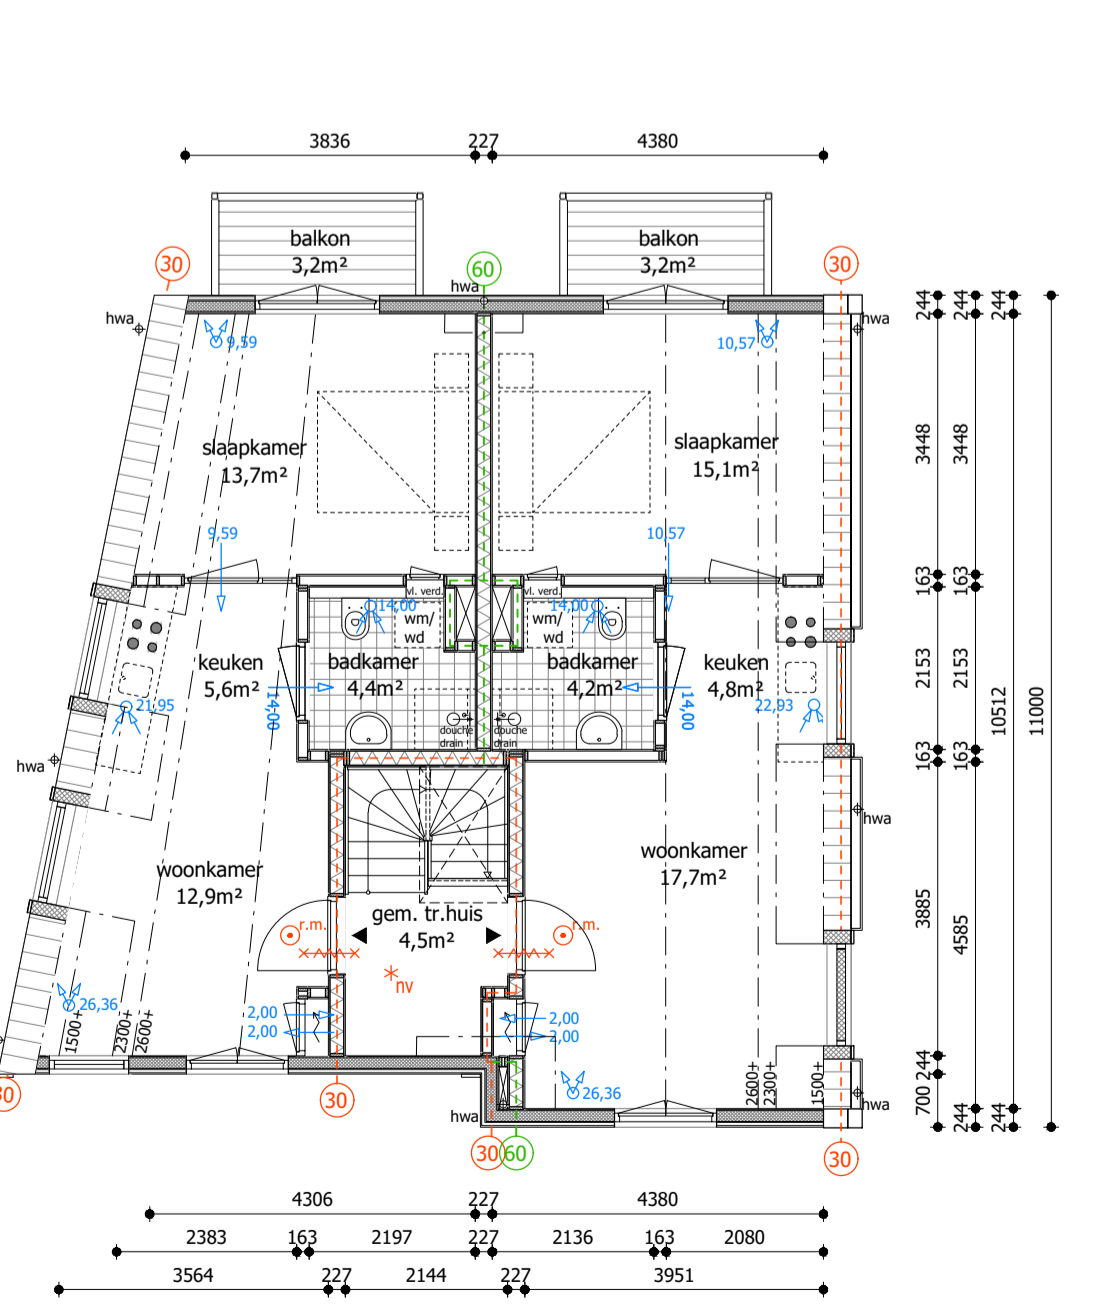 3836 227 4380
balkon
3,2m²
balkon
3,2m²
30
60
30
hwa
hwa
hwa
244
244
244
9,59
10,57
slaapkamer
13,7m²
slaapkamer
15,1m²
3448
3448
9,59
10,57
163
163
vl. verd.
vl. verd.
14,00
14,00
wm/
wd
wm/
wd
keuken
5,6m²
badkamer
4,4m²
badkamer
4,2m²
keuken
4,8m²
2153
2153
14,00
14,00
21,95
22,93
douche
drain
douche
drain
10512
11000
hwa
163
163
hwa
woonkamer
12,9m²
woonkamer
17,7m²
gem. tr.huis
4,5m²
r.m.
r.m.
nv
3885
4585
26,36
2,00
2,00
2,00
2,00
1500+
2300+
2600+
2600+
2300+
1500+
26,36
244
700
244
244
hwa
hwa
30
30
30
60
30
4306 227 4380
2383 163 2197 227 2136 163 2080
3564 227 2144 227 3951